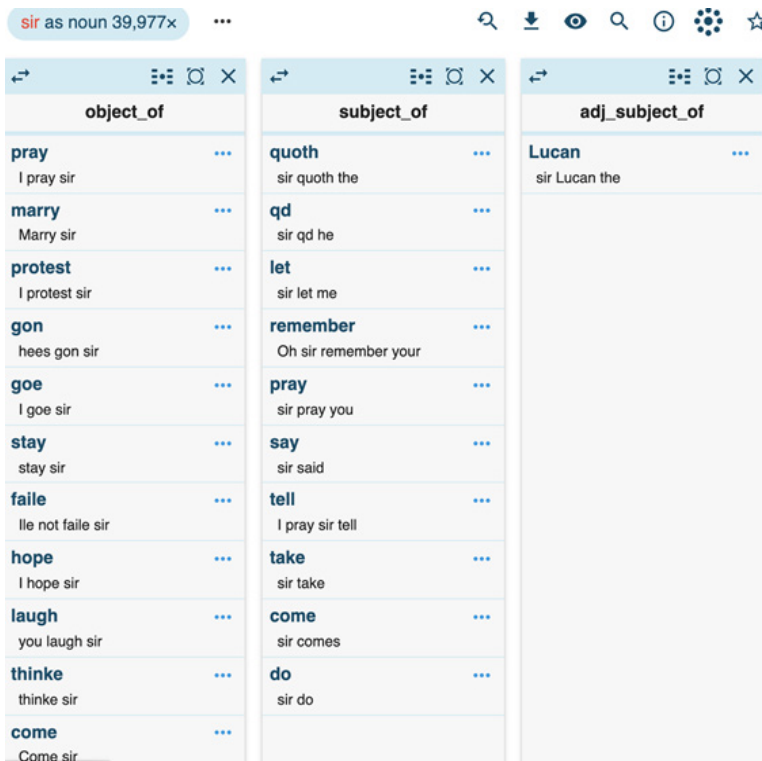 sir as noun 39,977×
object_of
pray
I pray sir
marry
Marry sir
protest
I protest sir
gon
hees gon sir
goe
I goe sir
stay
stay sir
faile
Ile not faile sir
hope
I hope sir
laugh
you laugh sir
thinke
thinke sir
come
Come sir
subject_of
quoth
sir quoth the
qd
sir qd he
let
sir let me
remember
Oh sir remember your
pray
sir pray you
say
sir said
tell
I pray sir tell
take
sir take
come
sir comes
do
sir do
adj_subject_of
Lucan
sir Lucan the